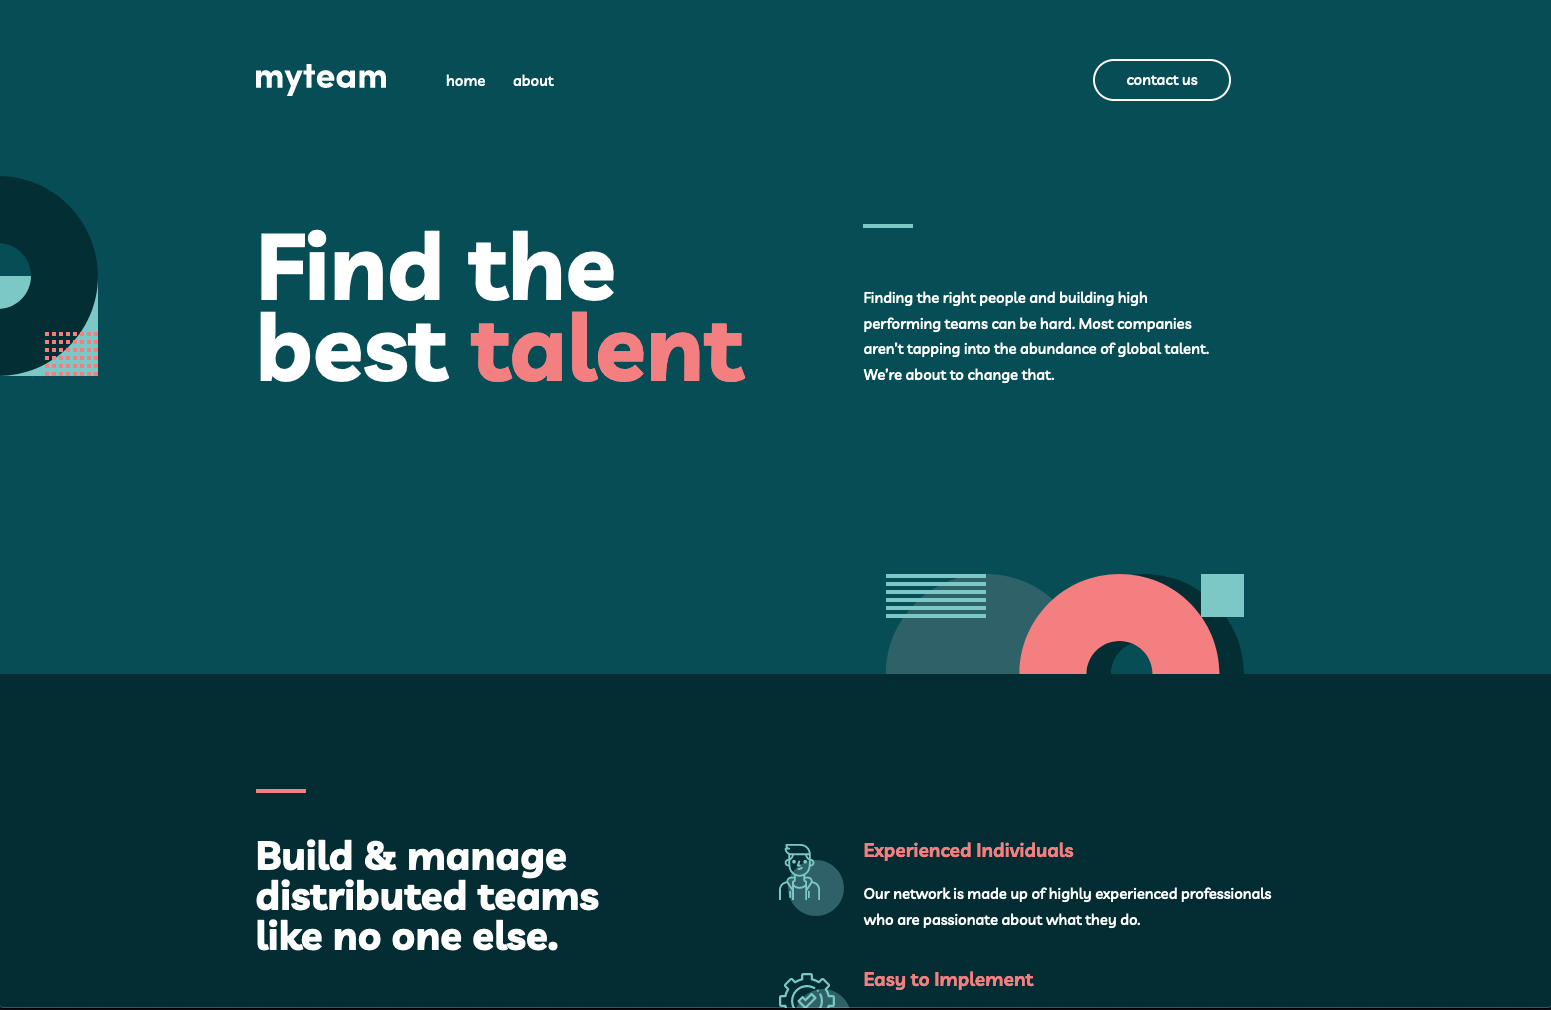 myteam
home
about
contact us
Find the
best talent
Finding the right people and building high
performing teams can be hard. Most companies
aren't tapping into the abundance of global talent.
We're about to change that.
Build & manage
distributed teams
like no one else.
Experienced Individuals
Our network is made up of highly experienced professionals
who are passionate about what they do.
Easy to Implement